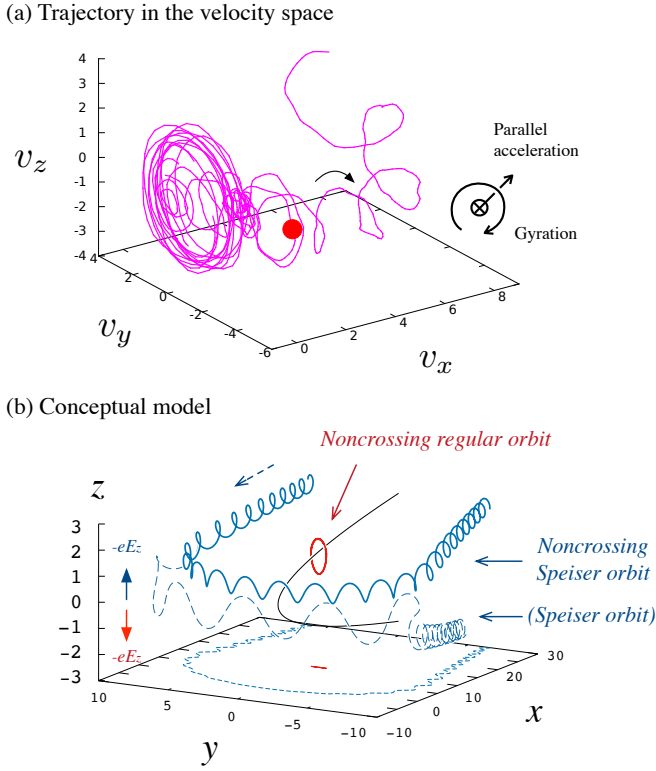 (a) Trajectory in the velocity space
4
3
2
1
0
-1
-2
-3
-4
v_z
4
2
0
-2
-4
-6
v_y
0
2
4
6
8
v_x
Parallel
acceleration
Gyration
(b) Conceptual model
Noncrossing regular orbit
z
3
2
1
0
−1
−2
−3
-eEz
-eEz
Noncrossing
Speiser orbit
(Speiser orbit)
10
5
0
−5
−10
y
−10
0
10
20
30
x